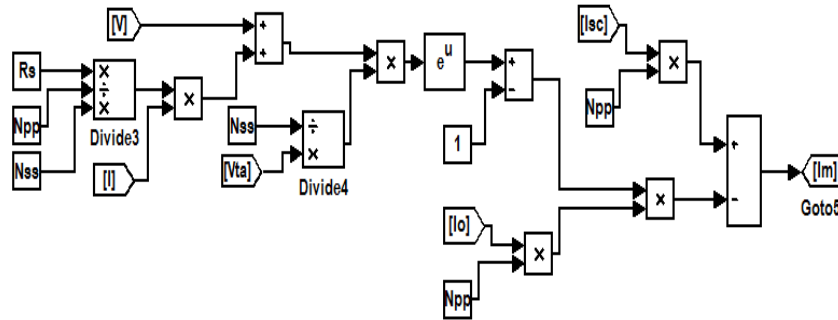 [V]
Rs
Npp
Nss
×
÷
×
Divide3
[I]
×
+
+
Nss
[Vta]
÷
×
Divide4
×
e^u
1
+
−
[Isc]
Npp
×
[Io]
Npp
×
×
+
−
[Im]
Goto5